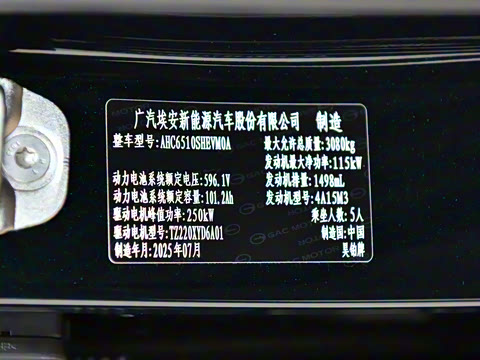 广汽埃安新能源汽车股份有限公司 制造
整车型号:AHC6510SHEVM0A 最大允许总质量:3080kg
发动机最大净功率:115kW
动力电池系统额定电压:596.1V 发动机排量:1498mL
动力电池系统额定容量:101.2Ah 发动机型号:4A15M3
驱动电机峰值功率:250kW 乘坐人数:5人
驱动电机型号:TZ220XYD6A01 制造国:中国
制造年月:2025年07月 昊铂牌
GAC MOTOR